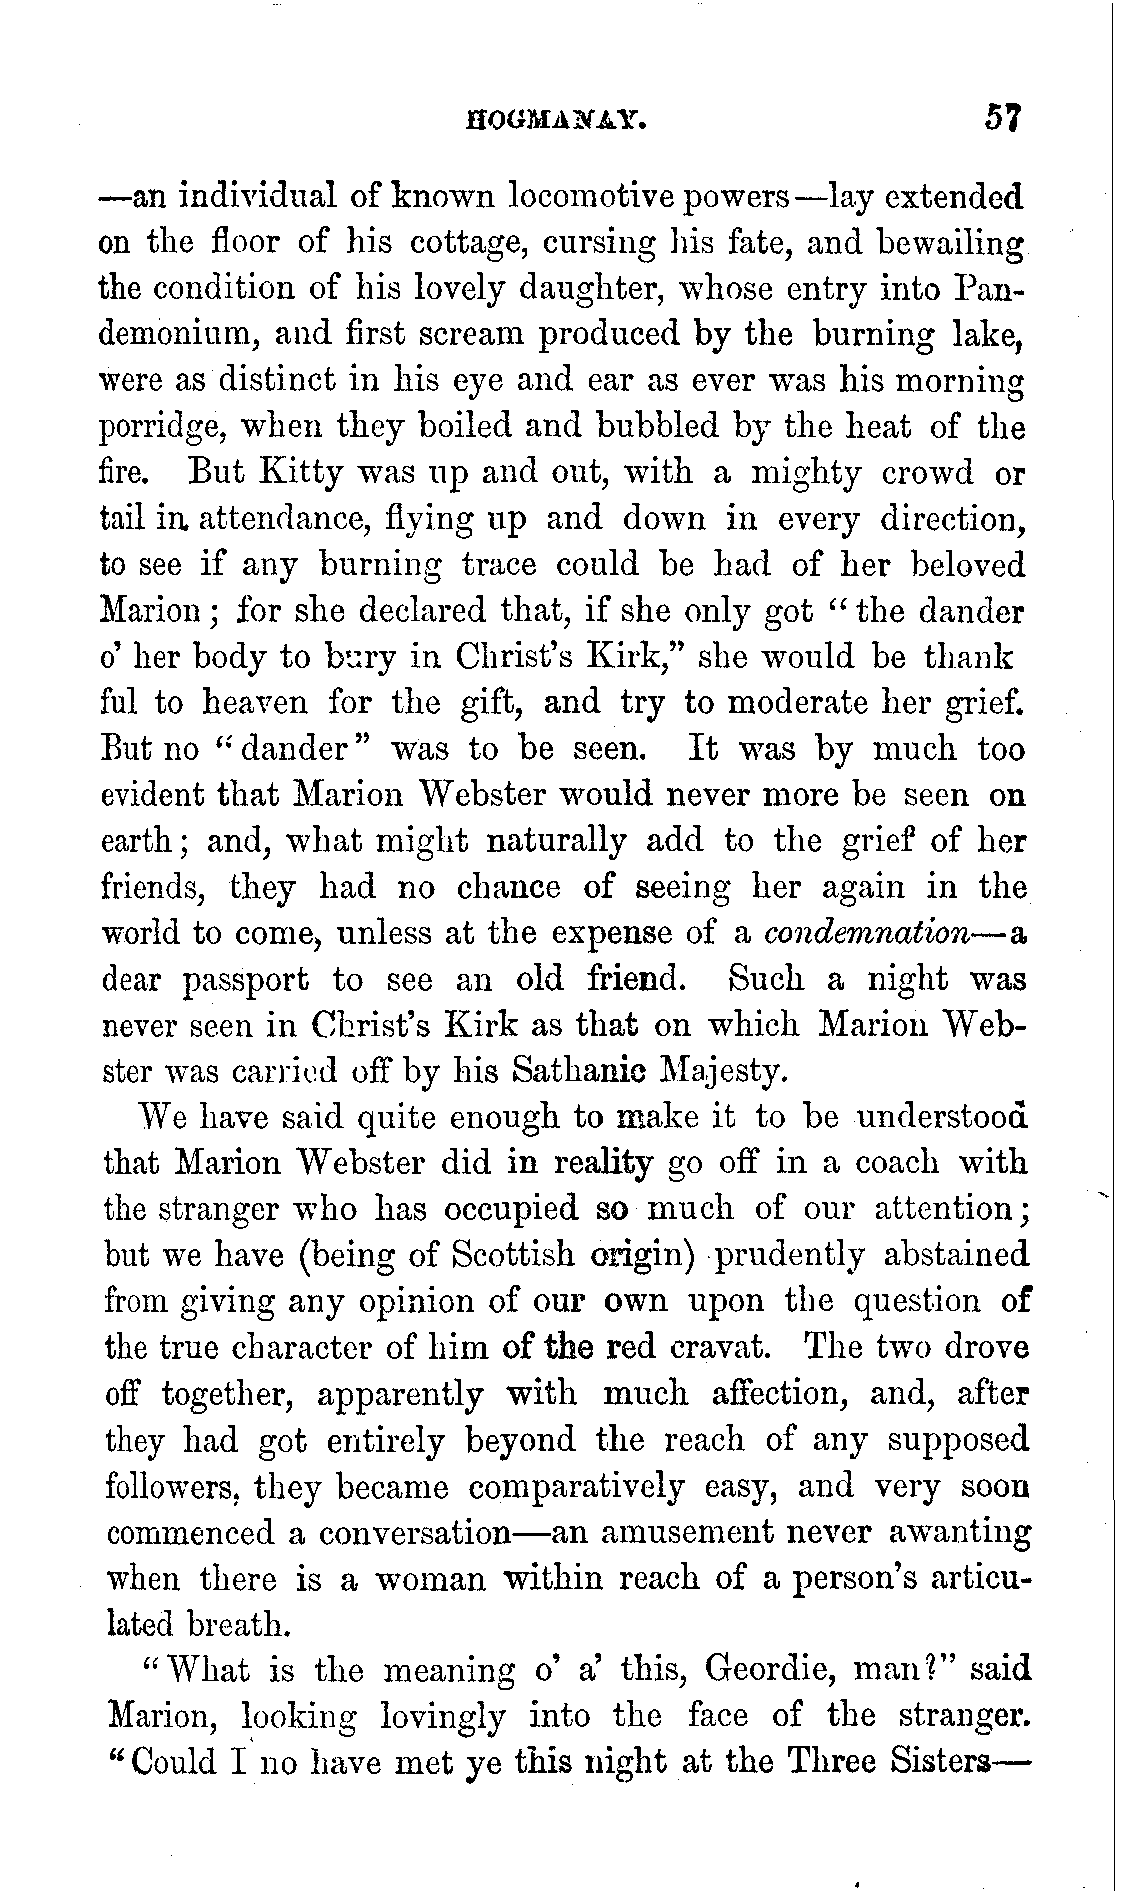 HOGMANAY. 57
—an individual of known locomotive powers—lay extended
on the floor of his cottage, cursing his fate, and bewailing
the condition of his lovely daughter, whose entry into Pan-
demonium, and first scream produced by the burning lake,
were as distinct in his eye and ear as ever was his morning
porridge, when they boiled and bubbled by the heat of the
fire. But Kitty was up and out, with a mighty crowd or
tail in attendance, flying up and down in every direction,
to see if any burning trace could be had of her beloved
Marion; for she declared that, if she only got "the dander
o' her body to bury in Christ's Kirk," she would be thank
ful to heaven for the gift, and try to moderate her grief.
But no "dander" was to be seen. It was by much too
evident that Marion Webster would never more be seen on
earth; and, what might naturally add to the grief of her
friends, they had no chance of seeing her again in the
world to come, unless at the expense of a condemnation—a
dear passport to see an old friend. Such a night was
never seen in Christ's Kirk as that on which Marion Web-
ster was carried off by his Sathanic Majesty.
We have said quite enough to make it to be understood
that Marion Webster did in reality go off in a coach with
the stranger who has occupied so much of our attention;
but we have (being of Scottish origin) prudently abstained
from giving any opinion of our own upon the question of
the true character of him of the red cravat. The two drove
off together, apparently with much affection, and, after
they had got entirely beyond the reach of any supposed
followers, they became comparatively easy, and very soon
commenced a conversation—an amusement never awanting
when there is a woman within reach of a person's articu-
lated breath.
"What is the meaning o' a' this, Geordie, man?" said
Marion, looking lovingly into the face of the stranger.
"Could I no have met ye this night at the Three Sisters—